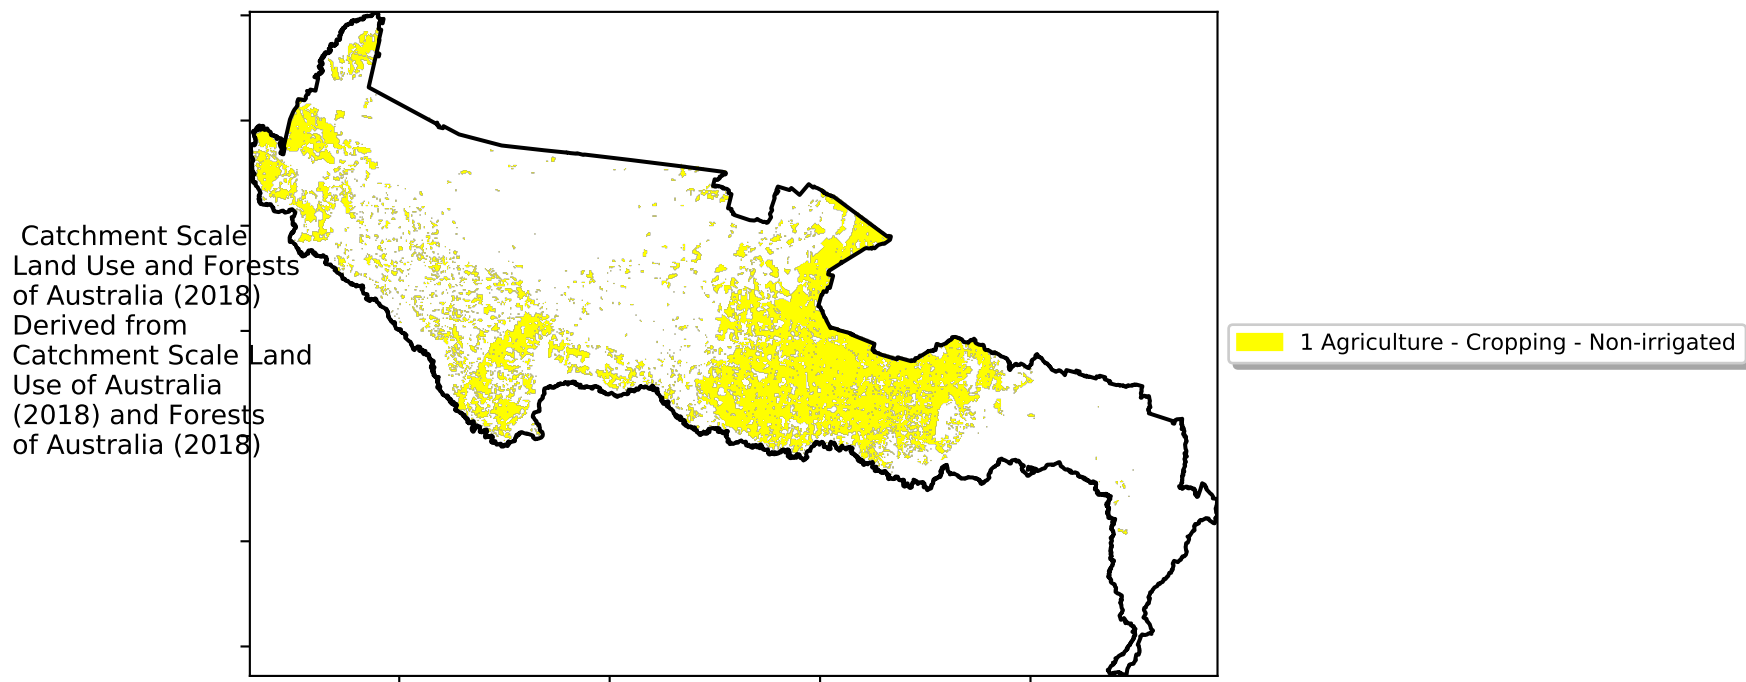 Catchment Scale
Land Use and Forests
of Australia (2018)
Derived from
Catchment Scale Land
Use of Australia
(2018) and Forests
of Australia (2018)
1 Agriculture - Cropping - Non-irrigated